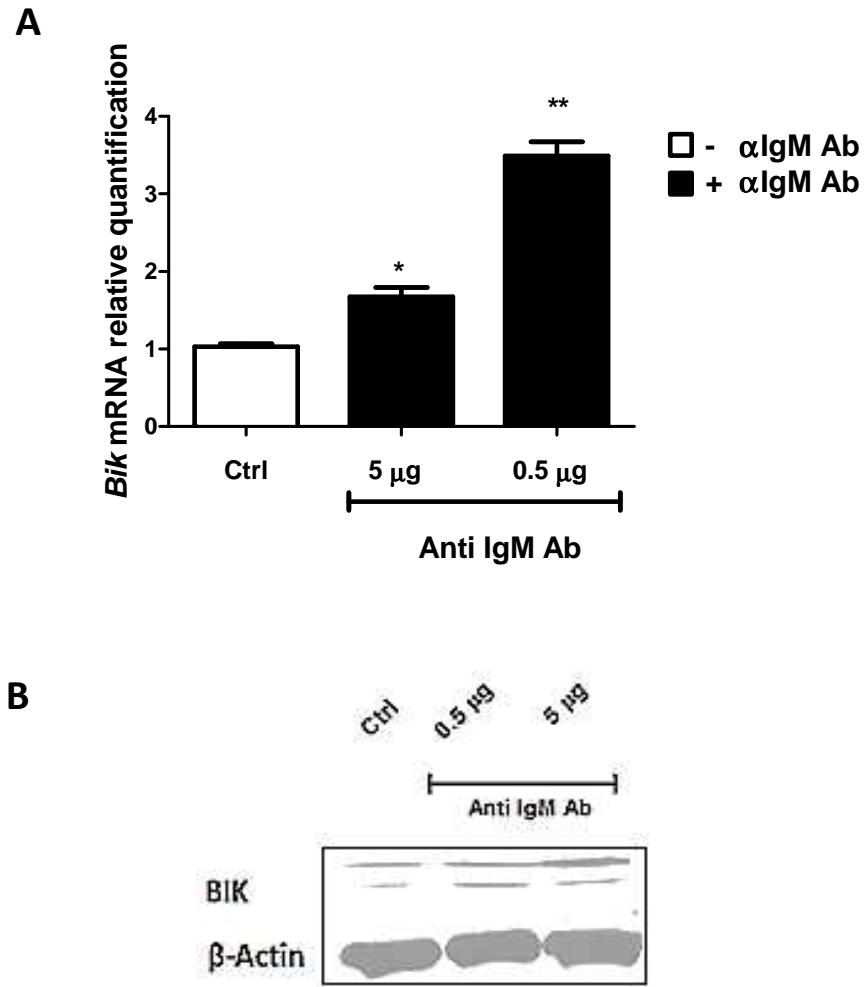 A
Bik mRNA relative quantification
4
3
2
1
0
**
*
- αIgM Ab
+ αIgM Ab
Ctrl 5 μg 0.5 μg
Anti IgM Ab
B
Ctrl 0.5 μg 5 μg
Anti IgM Ab
BIK
β-Actin